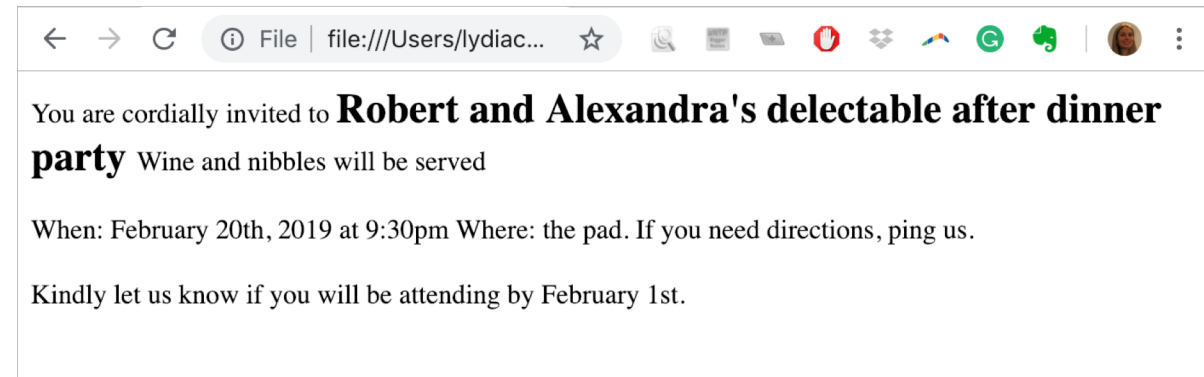 File file:///Users/lydiac...
You are cordially invited to Robert and Alexandra's delectable after dinner
party Wine and nibbles will be served
When: February 20th, 2019 at 9:30pm Where: the pad. If you need directions, ping us.
Kindly let us know if you will be attending by February 1st.